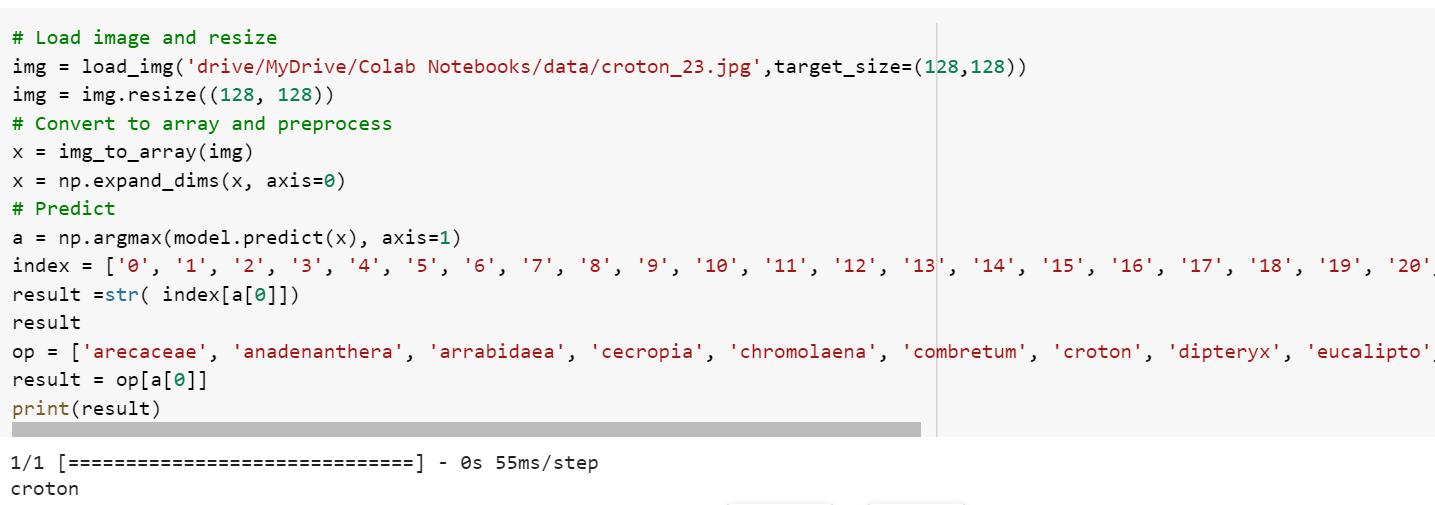 # Load image and resize
img = load_img('drive/MyDrive/Colab Notebooks/data/croton_23.jpg',target_size=(128,128))
img = img.resize((128, 128))
# Convert to array and preprocess
x = img_to_array(img)
x = np.expand_dims(x, axis=0)
# Predict
a = np.argmax(model.predict(x), axis=1)
index = ['0', '1', '2', '3', '4', '5', '6', '7', '8', '9', '10', '11', '12', '13', '14', '15', '16', '17', '18', '19', '20',
result =str( index[a[0]])
result
op = ['arecaceae', 'anadenanthera', 'arrabidaea', 'cecropia', 'chromolaena', 'combretum', 'croton', 'dipteryx', 'eucalipto',
result = op[a[0]]
print(result)
1/1 [==============================] - 0s 55ms/step
croton